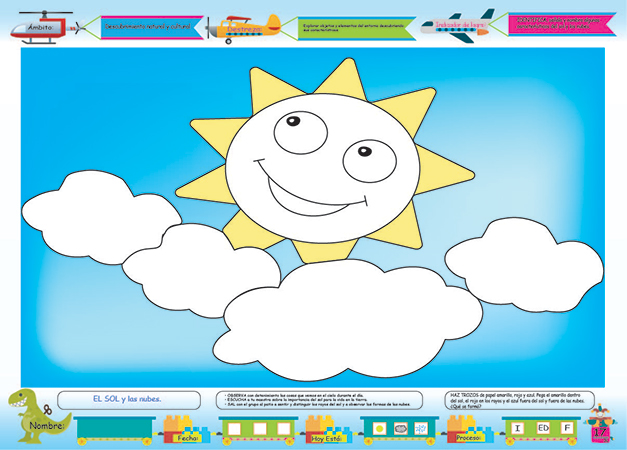 Ámbito:
Descubrimiento natural y cultural
Destreza:
Explorar objetos y elementos del entorno descubriendo
sus características.
Indicador de logro:
EL SOL y las nubes.
• OBSERVA con detenimiento las cosas que vemos en el cielo durante el día.
• ESCUCHA a tu maestra sobre la importancia del sol para la vida en la tierra.
• SAL con el grupo al patio a sentir y distinguir los rayos del sol y a observar las formas de las nubes.
HAZ TROZOS de papel amarillo, rojo y azul. Pega el amarillo dentro
del sol, el rojo en los rayos y el azul fuera del sol y fuera de las nubes.
¿Qué se formó?
Nombre:
Fecha:
Hoy Está:
Proceso:
I ED F
17